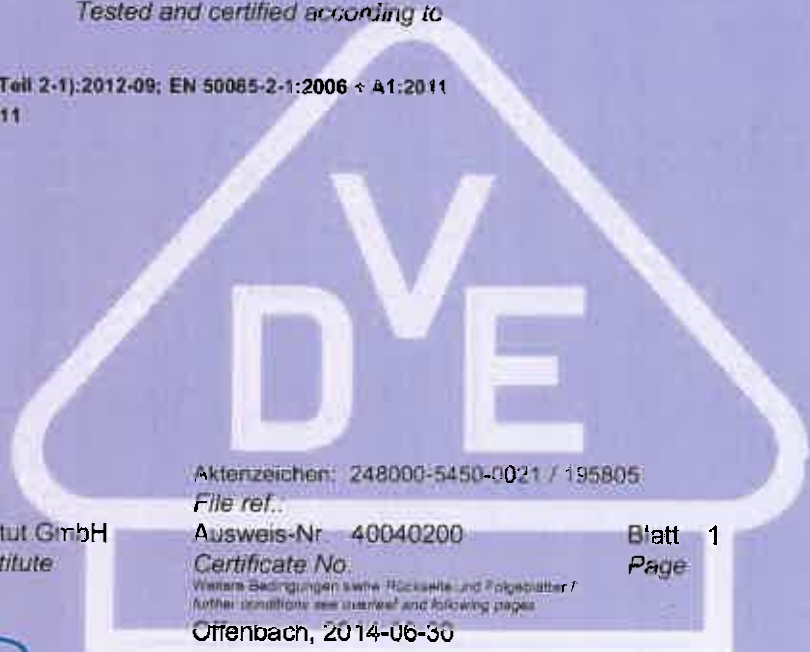 Tested and certified according to
Teil 2-1):2012-09; EN 50085-2-1:2006 + A1:2011
11
VDE
Aktenzeichen: 248000-5450-0021 / 195805
File ref.:
tut GmbH Ausweis-Nr. 40040200 Blatt 1
titute Certificate No. Page
Weitere Bedingungen siehe Rückseite und Folgeblätter /
further conditions see overleaf and following pages
Offenbach, 2014-06-30